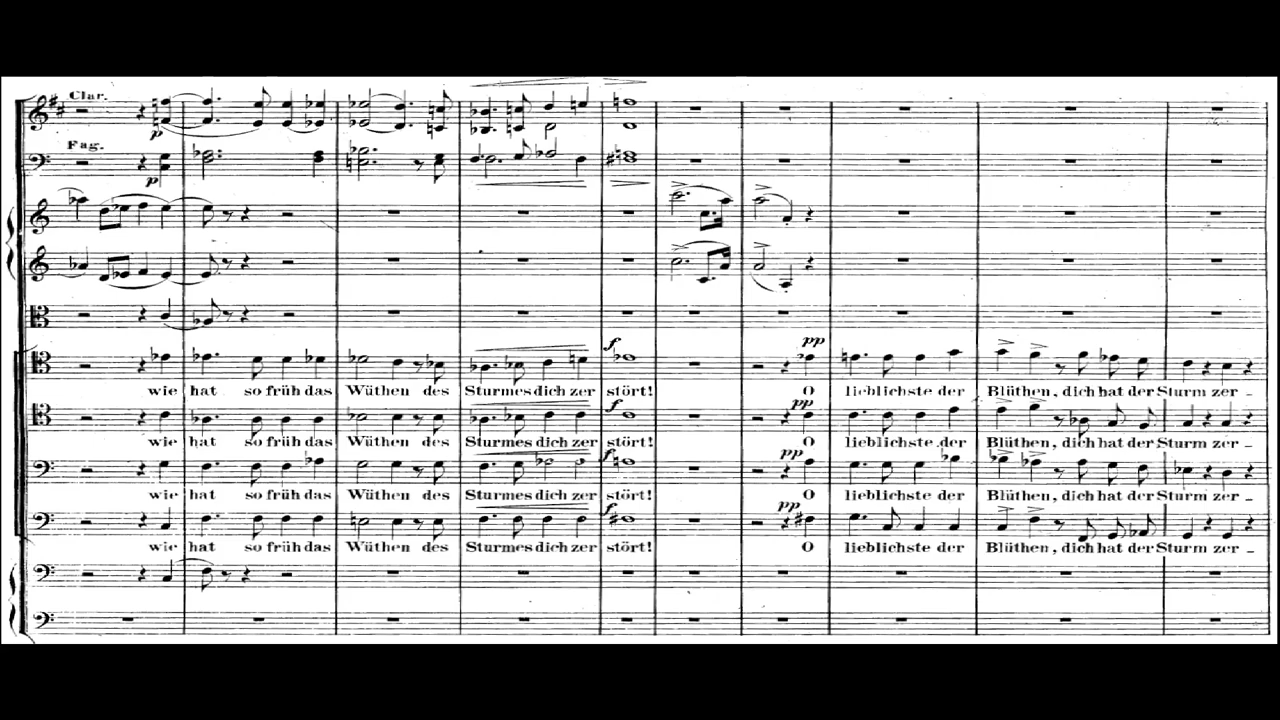 Clar.
p
Fag.
p
pp
f
wie hat so früh das Wüthen des Sturmes dich zer stört! O lieblichste der Blüthen, dich hat der Sturm zer_
pp
f
wie hat so früh das Wüthen des Sturmes dich zer stört! O lieblichste der Blüthen, dich hat der Sturm zer_
pp
f
wie hat so früh das Wüthen des Sturmes dich zer stört! O lieblichste der Blüthen, dich hat der Sturm zer_
pp
f
wie hat so früh das Wüthen des Sturmes dich zer stört! O lieblichste der Blüthen, dich hat der Sturm zer_